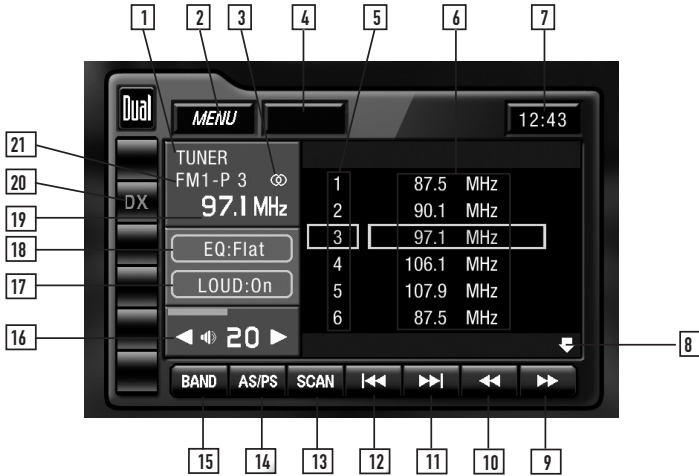 1 2 3 4 5 6 7
Dual MENU 12:43
TUNER
FM1-P 3
97.1 MHz
21
20
DX
19
18
EQ:Flat
17
LOUD:On
16
20
1 87.5 MHz
2 90.1 MHz
3 97.1 MHz
4 106.1 MHz
5 107.9 MHz
6 87.5 MHz
8
BAND AS/PS SCAN
15 14 13 12 11 10 9